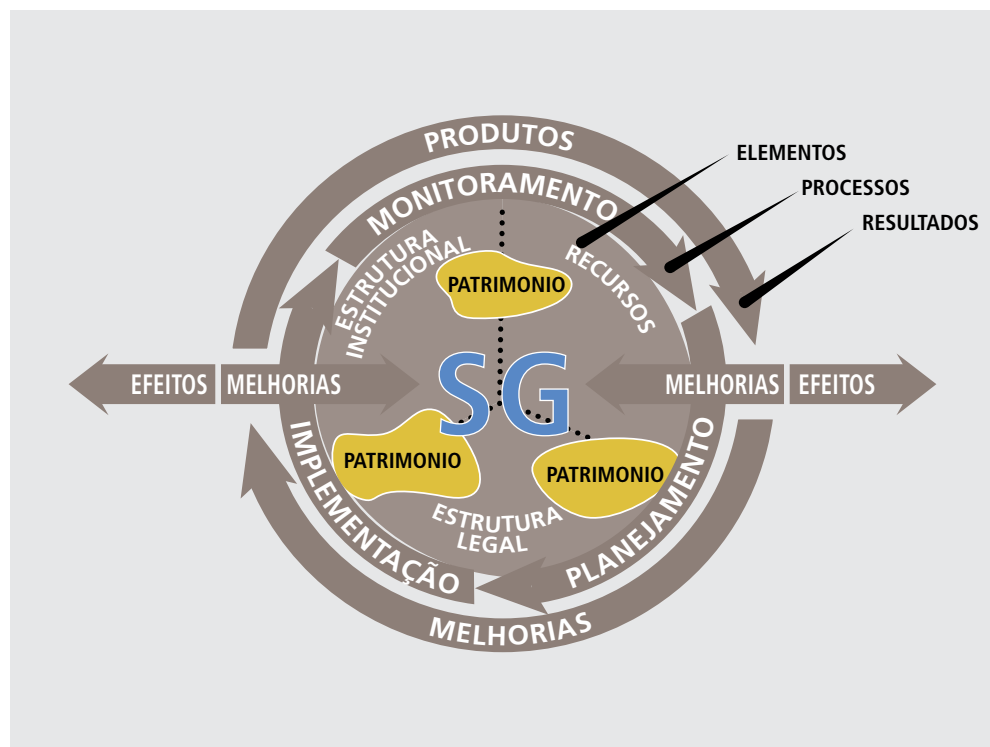 PRODUTOS
ELEMENTOS
MONITORAMENTO
PROCESSOS
RESULTADOS
ESTRUTURA
INSTITUCIONAL
RECURSOS
PATRIMONIO
SG
EFEITOS
MELHORIAS
MELHORIAS
EFEITOS
PATRIMONIO
PATRIMONIO
IMPLEMENTAÇÃO
PLANEJAMENTO
ESTRUTURA
LEGAL
MELHORIAS